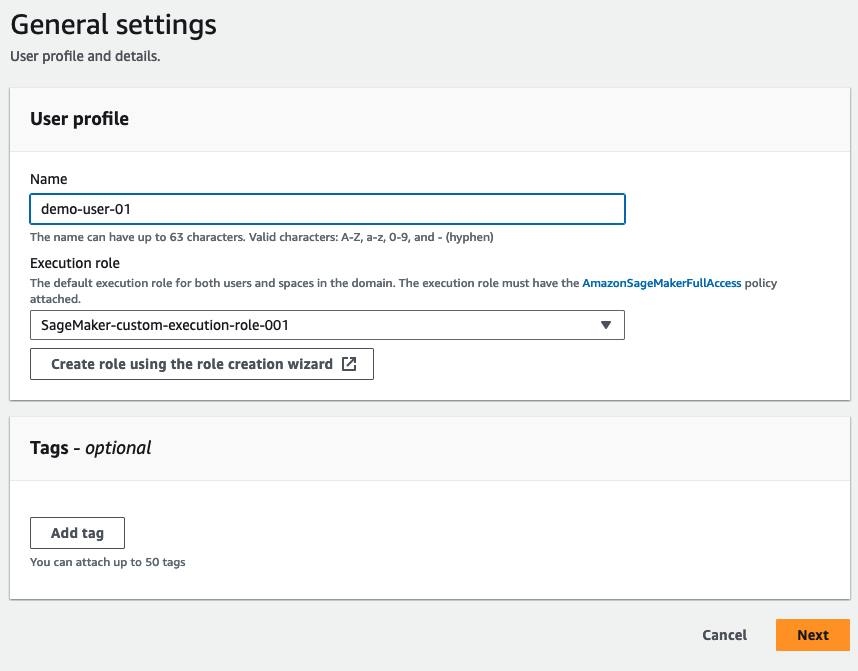 General settings
User profile and details.
User profile
Name
demo-user-01
The name can have up to 63 characters. Valid characters: A-Z, a-z, 0-9, and - (hyphen)
Execution role
The default execution role for both users and spaces in the domain. The execution role must have the AmazonSageMakerFullAccess policy
attached.
SageMaker-custom-execution-role-001
Create role using the role creation wizard
Tags - optional
Add tag
You can attach up to 50 tags
Cancel
Next